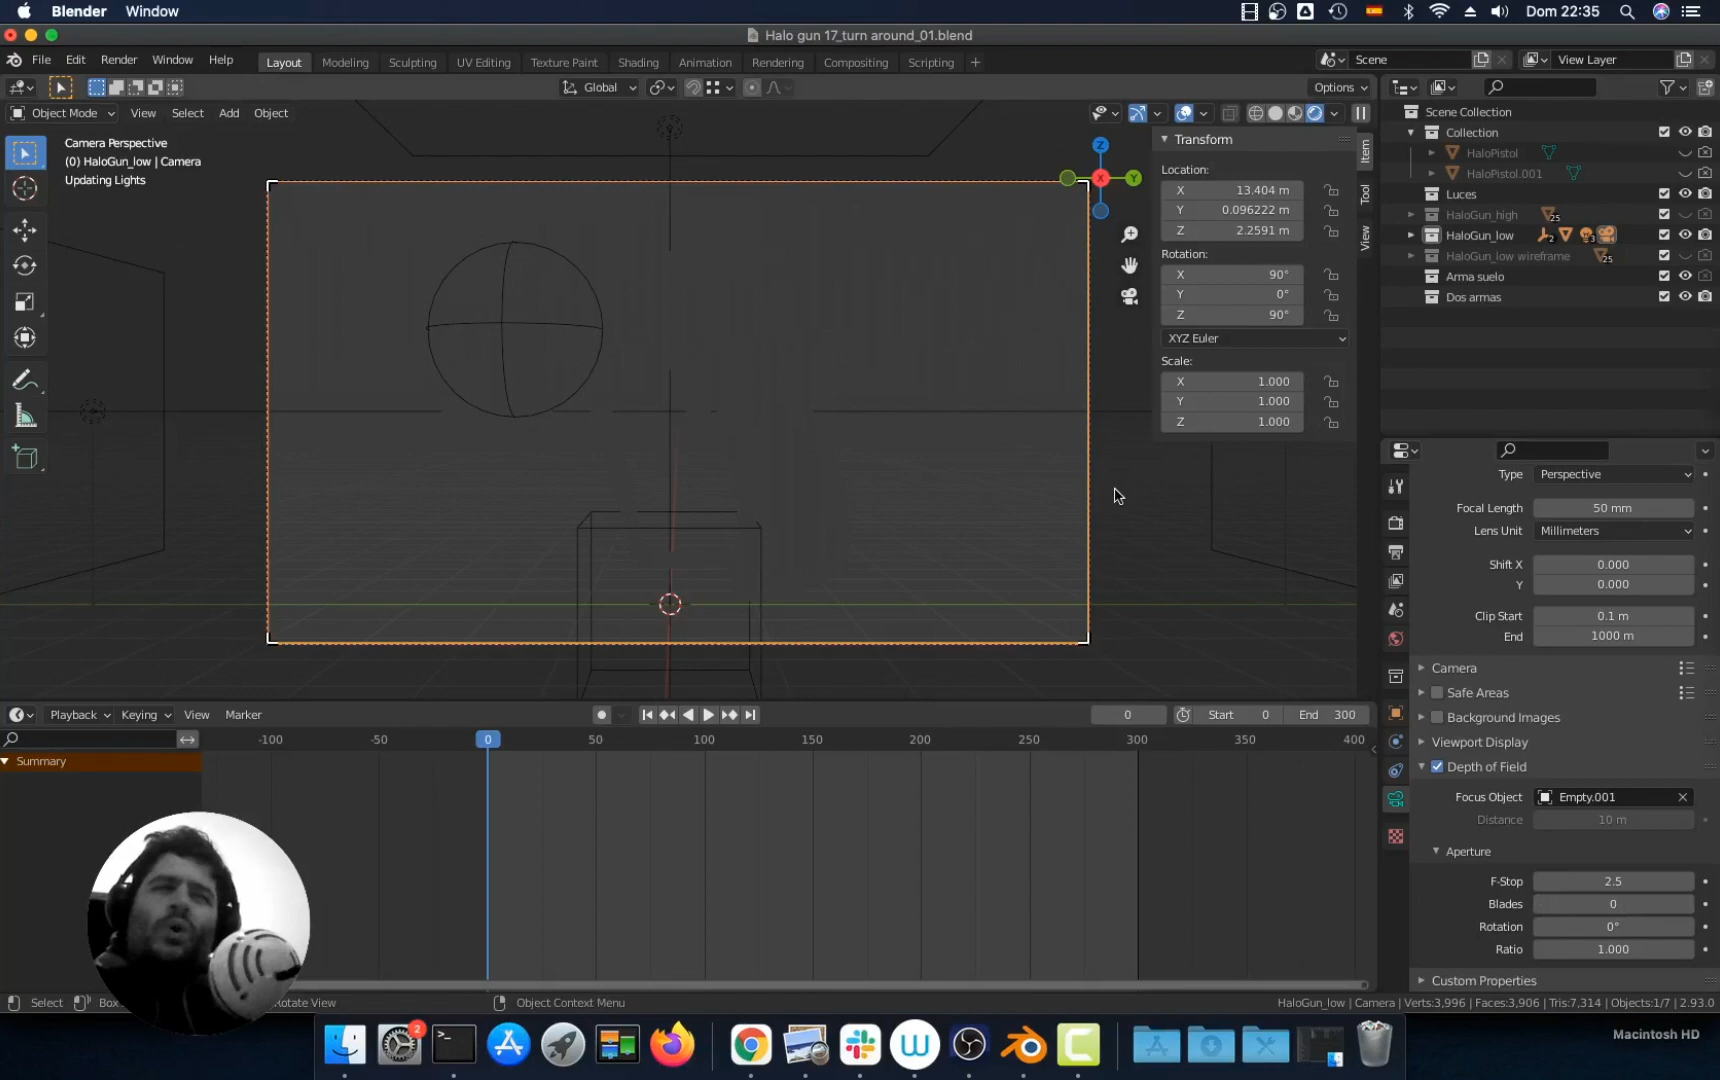 Blender Window
Dom 22:35
Halo gun 17_turn around_01.blend
File Edit Render Window Help
Layout Modeling Sculpting UV Editing Texture Paint Shading Animation Rendering Compositing Scripting +
Scene
View Layer
Global
Options
Object Mode View Select Add Object
Camera Perspective
(0) HaloGun_low | Camera
Updating Lights
Z
Y
X
Transform
Location:
X 13.404 m
Y 0.096222 m
Z 2.2591 m
Rotation:
X 90°
Y 0°
Z 90°
XYZ Euler
Scale:
X 1.000
Y 1.000
Z 1.000
Item
Tool
View
Scene Collection
Collection
HaloPistol
HaloPistol.001
Luces
HaloGun_high 25
HaloGun_low 2 3
HaloGun_low wireframe 25
Arma suelo
Dos armas
Type Perspective
Focal Length 50 mm
Lens Unit Millimeters
Shift X 0.000
Y 0.000
Clip Start 0.1 m
End 1000 m
Camera
Safe Areas
Background Images
Viewport Display
Depth of Field
Focus Object Empty.001
Distance 10 m
Aperture
F-Stop 2.5
Blades 0
Rotation 0°
Ratio 1.000
Custom Properties
Playback Keying View Marker
0 Start 0 End 300
-100 -50 0 50 100 150 200 250 300 350 400
Summary
Select Box Rotate View Object Context Menu
HaloGun_low | Camera | Verts:3,996 | Faces:3,906 | Tris:7,314 | Objects:1/7 | 2.93.0
2
Macintosh HD